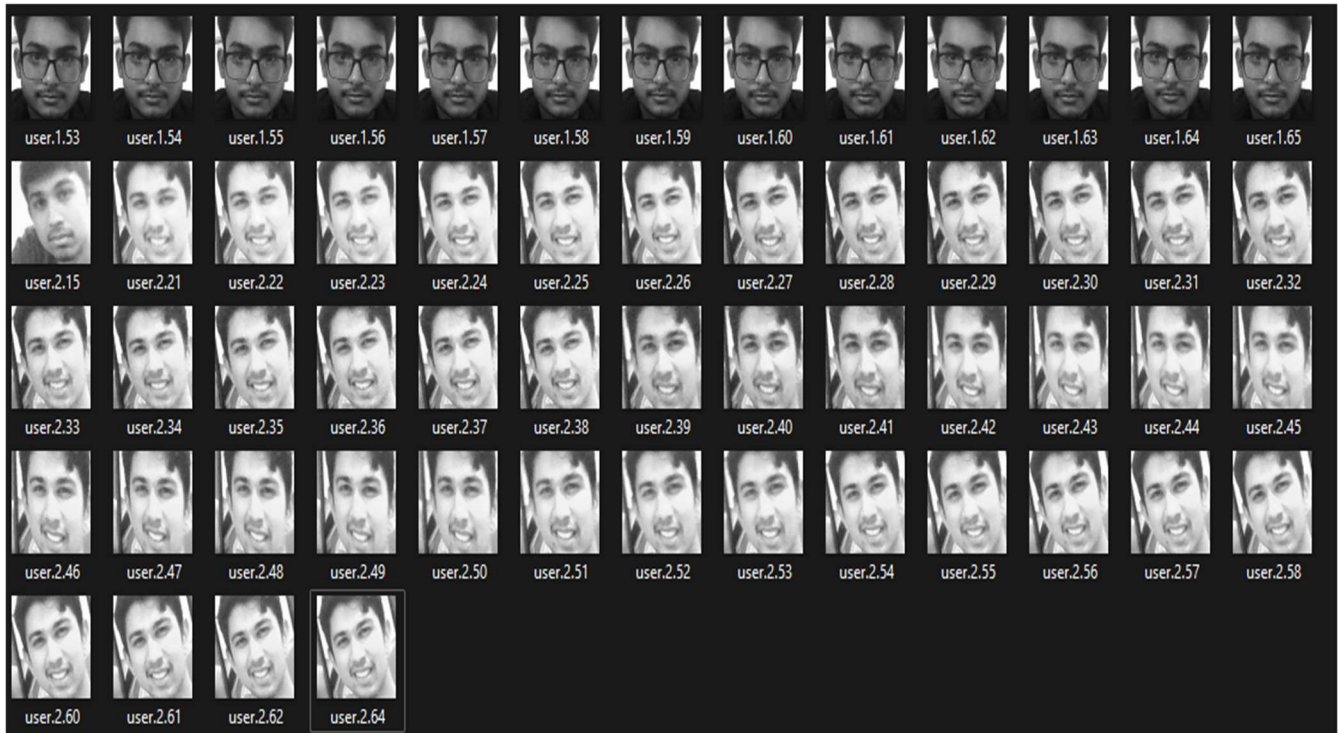 user.1.53 user.1.54 user.1.55 user.1.56 user.1.57 user.1.58 user.1.59 user.1.60 user.1.61 user.1.62 user.1.63 user.1.64 user.1.65
user.2.15 user.2.21 user.2.22 user.2.23 user.2.24 user.2.25 user.2.26 user.2.27 user.2.28 user.2.29 user.2.30 user.2.31 user.2.32
user.2.33 user.2.34 user.2.35 user.2.36 user.2.37 user.2.38 user.2.39 user.2.40 user.2.41 user.2.42 user.2.43 user.2.44 user.2.45
user.2.46 user.2.47 user.2.48 user.2.49 user.2.50 user.2.51 user.2.52 user.2.53 user.2.54 user.2.55 user.2.56 user.2.57 user.2.58
user.2.60 user.2.61 user.2.62 user.2.64